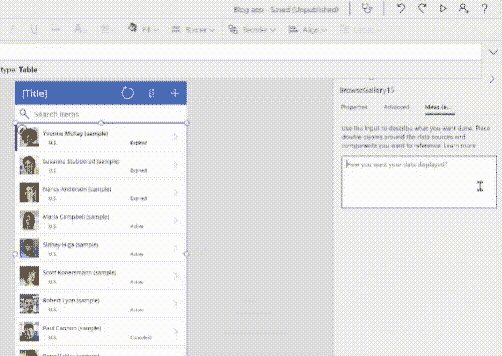 Blog app - Saved (Unpublished)
Fill
Border
Reorder
Align
type: Table
[Title]
Search items
Yvonne McKay (sample)
U.S. Expired
Susanna Stubberod (sample)
U.S. Expired
Nancy Anderson (sample)
U.S. Expired
Maria Campbell (sample)
U.S. Active
Sidney Higa (sample)
U.S. Active
Scott Konersmann (sample)
U.S. Active
Robert Lyon (sample)
U.S. Active
Paul Cannon (sample)
U.S. Canceled
(sample)
BrowseGallery15
Properties Advanced Ideas
Use the input to describe what you want done. Place
double quotes around the data sources and
components you want to reference. Learn more
How you want your data displayed?